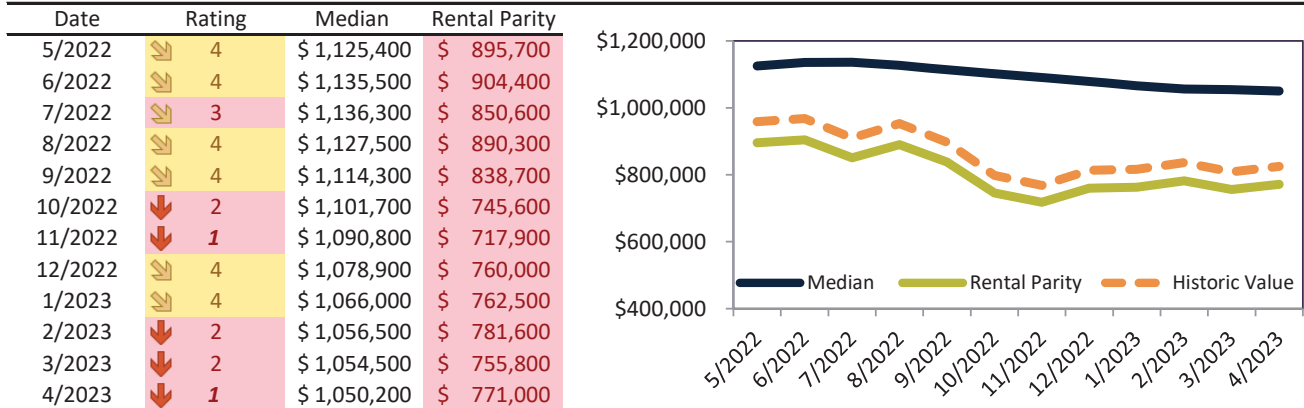 Date Rating Median Rental Parity
5/2022 4 $ 1,125,400 $ 895,700
6/2022 4 $ 1,135,500 $ 904,400
7/2022 3 $ 1,136,300 $ 850,600
8/2022 4 $ 1,127,500 $ 890,300
9/2022 4 $ 1,114,300 $ 838,700
10/2022 2 $ 1,101,700 $ 745,600
11/2022 1 $ 1,090,800 $ 717,900
12/2022 4 $ 1,078,900 $ 760,000
1/2023 4 $ 1,066,000 $ 762,500
2/2023 2 $ 1,056,500 $ 781,600
3/2023 2 $ 1,054,500 $ 755,800
4/2023 1 $ 1,050,200 $ 771,000
$1,200,000
$1,000,000
$800,000
$600,000
$400,000
Median Rental Parity Historic Value
5/2022 6/2022 7/2022 8/2022 9/2022 10/2022 11/2022 12/2022 1/2023 2/2023 3/2023 4/2023